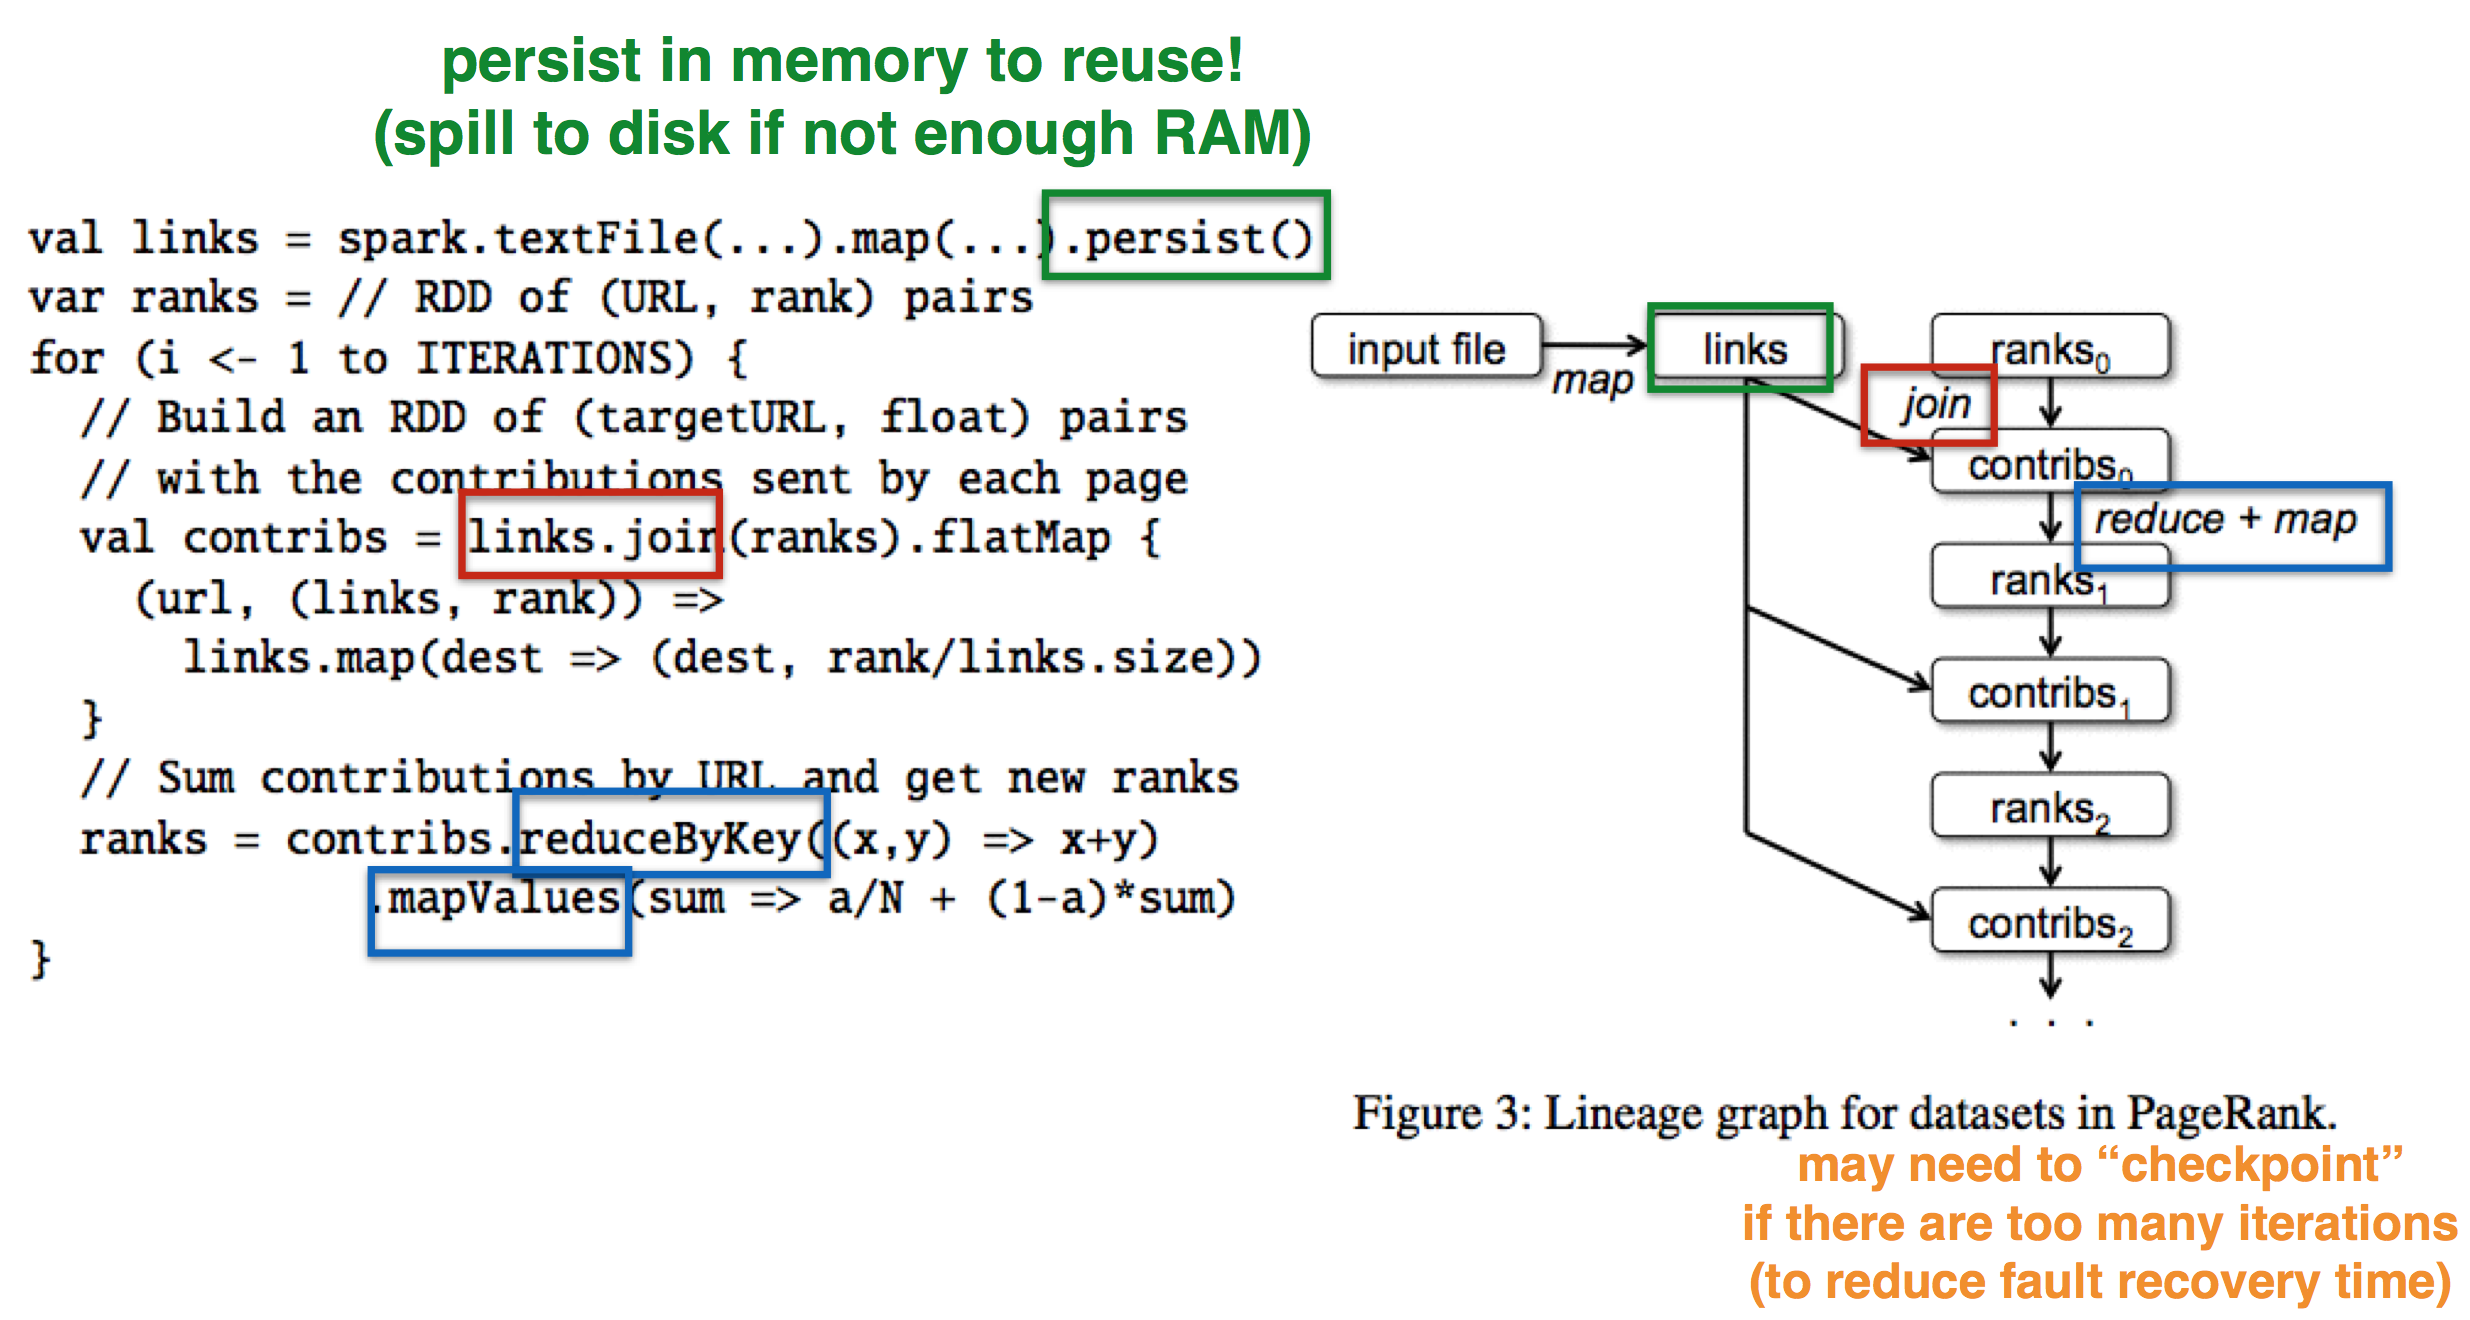 persist in memory to reuse!
(spill to disk if not enough RAM)
val links = spark.textFile(...).map(...).persist()
var ranks = // RDD of (URL, rank) pairs
for (i <- 1 to ITERATIONS) {
// Build an RDD of (targetURL, float) pairs
// with the contributions sent by each page
val contribs = links.join(ranks).flatMap {
(url, (links, rank)) =>
links.map(dest => (dest, rank/links.size))
}
// Sum contributions by URL and get new ranks
ranks = contribs.reduceByKey((x,y) => x+y)
.mapValues(sum => a/N + (1-a)*sum)
}
input file
map
links
ranks₀
join
contribs₀
reduce + map
ranks₁
contribs₁
ranks₂
contribs₂
. . .
Figure 3: Lineage graph for datasets in PageRank.
may need to “checkpoint”
if there are too many iterations
(to reduce fault recovery time)